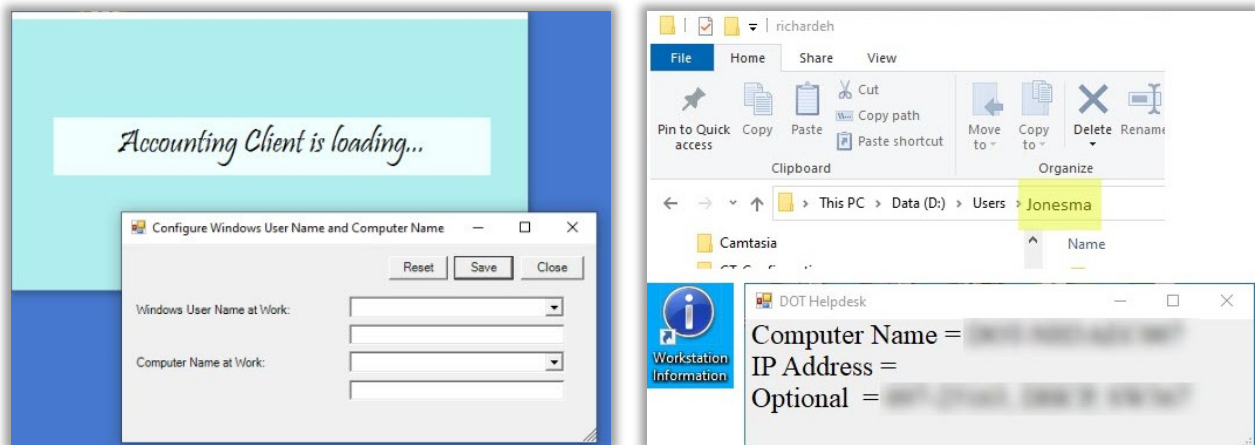 Accounting Client is loading...
Configure Windows User Name and Computer Name
Reset Save Close
Windows User Name at Work:
Computer Name at Work:
richardeh
File Home Share View
Pin to Quick access
Copy
Paste
Cut
Copy path
Paste shortcut
Move to
Copy to
Delete
Rename
Clipboard
Organize
This PC > Data (D:) > Users > Jonesma
Camtasia
Name
Workstation
Information
DOT Helpdesk
Computer Name =
IP Address =
Optional =